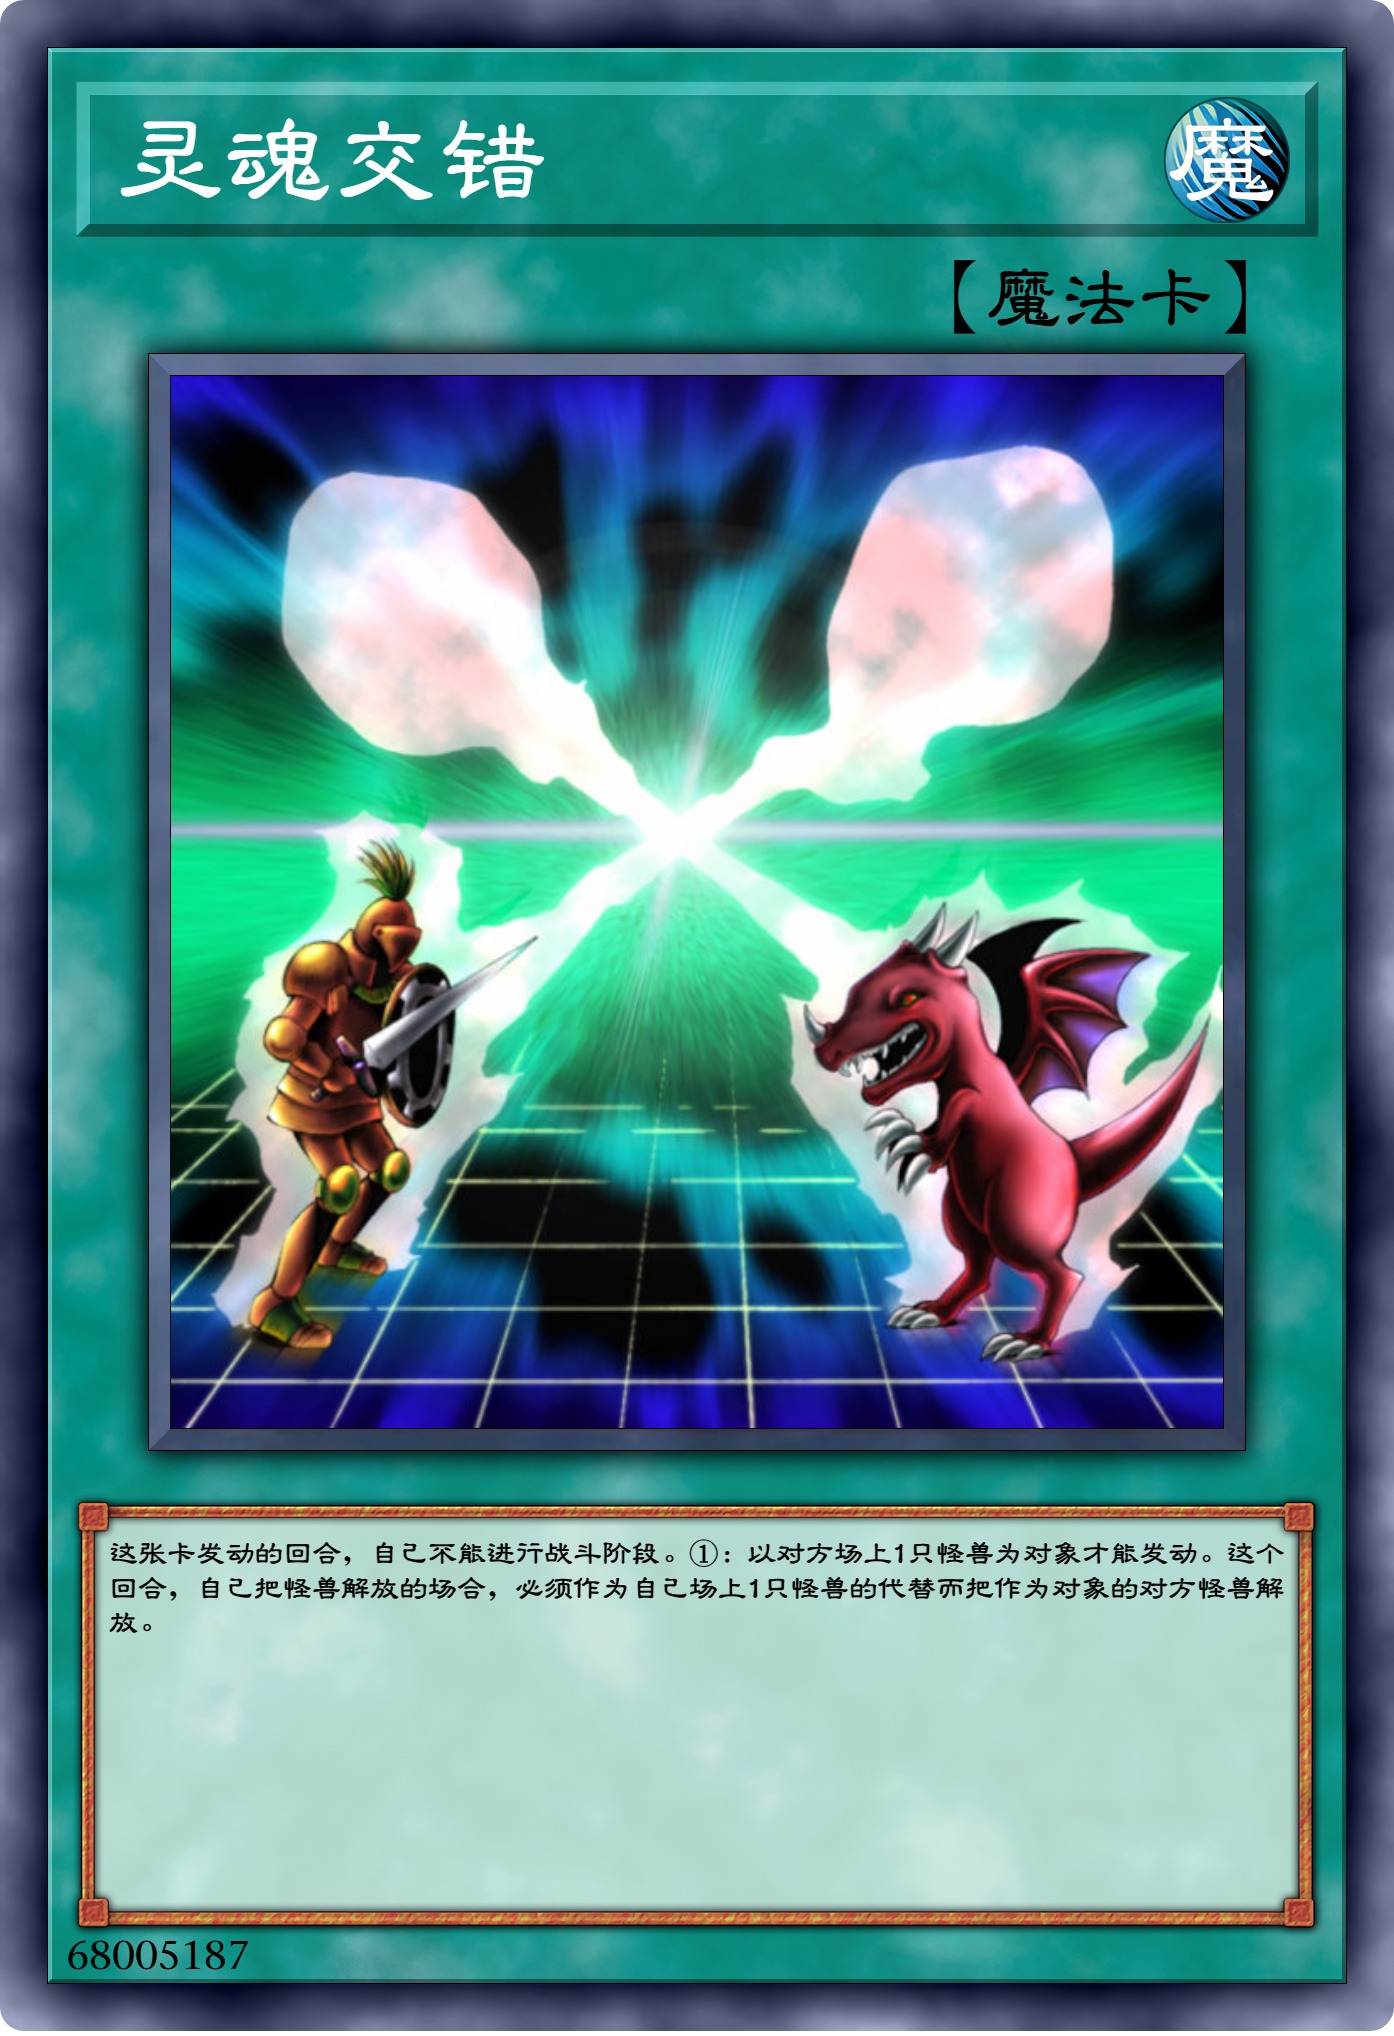 灵魂交错
魔
【魔法卡】
这张卡发动的回合，自己不能进行战斗阶段。①：以对方场上1只怪兽为对象才能发动。这个
回合，自己把怪兽解放的场合，必须作为自己场上1只怪兽的代替而把作为对象的对方怪兽解
放。
68005187